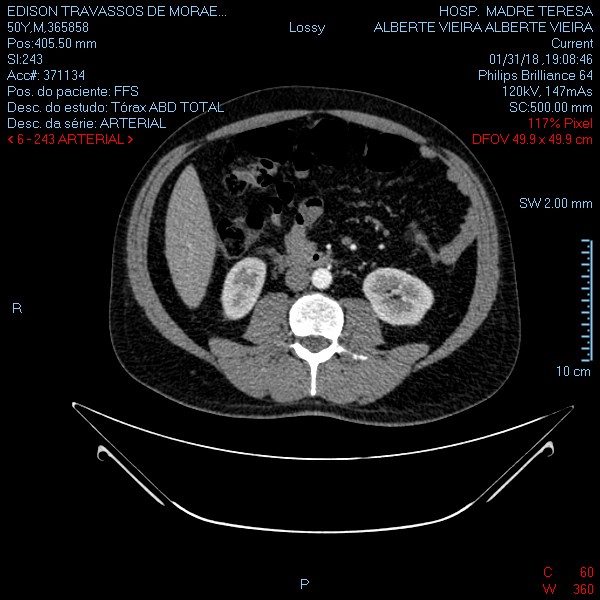 EDISON TRAVASSOS DE MORAE...
50Y,M,365858
Pos:405.50 mm
Sl:243
Acc#: 371134
Pos. do paciente: FFS
Desc. do estudo: Tórax ABD TOTAL
Desc. da série: ARTERIAL
< 6 - 243 ARTERIAL >
Lossy
HOSP. MADRE TERESA
ALBERTE VIEIRA ALBERTE VIEIRA
Current
01/31/18 ,19:08:46
Philips Brilliance 64
120kV, 147mAs
SC:500.00 mm
117% Pixel
DFOV 49.9 x 49.9 cm
SW 2.00 mm
R
10 cm
P
C 60
W 360